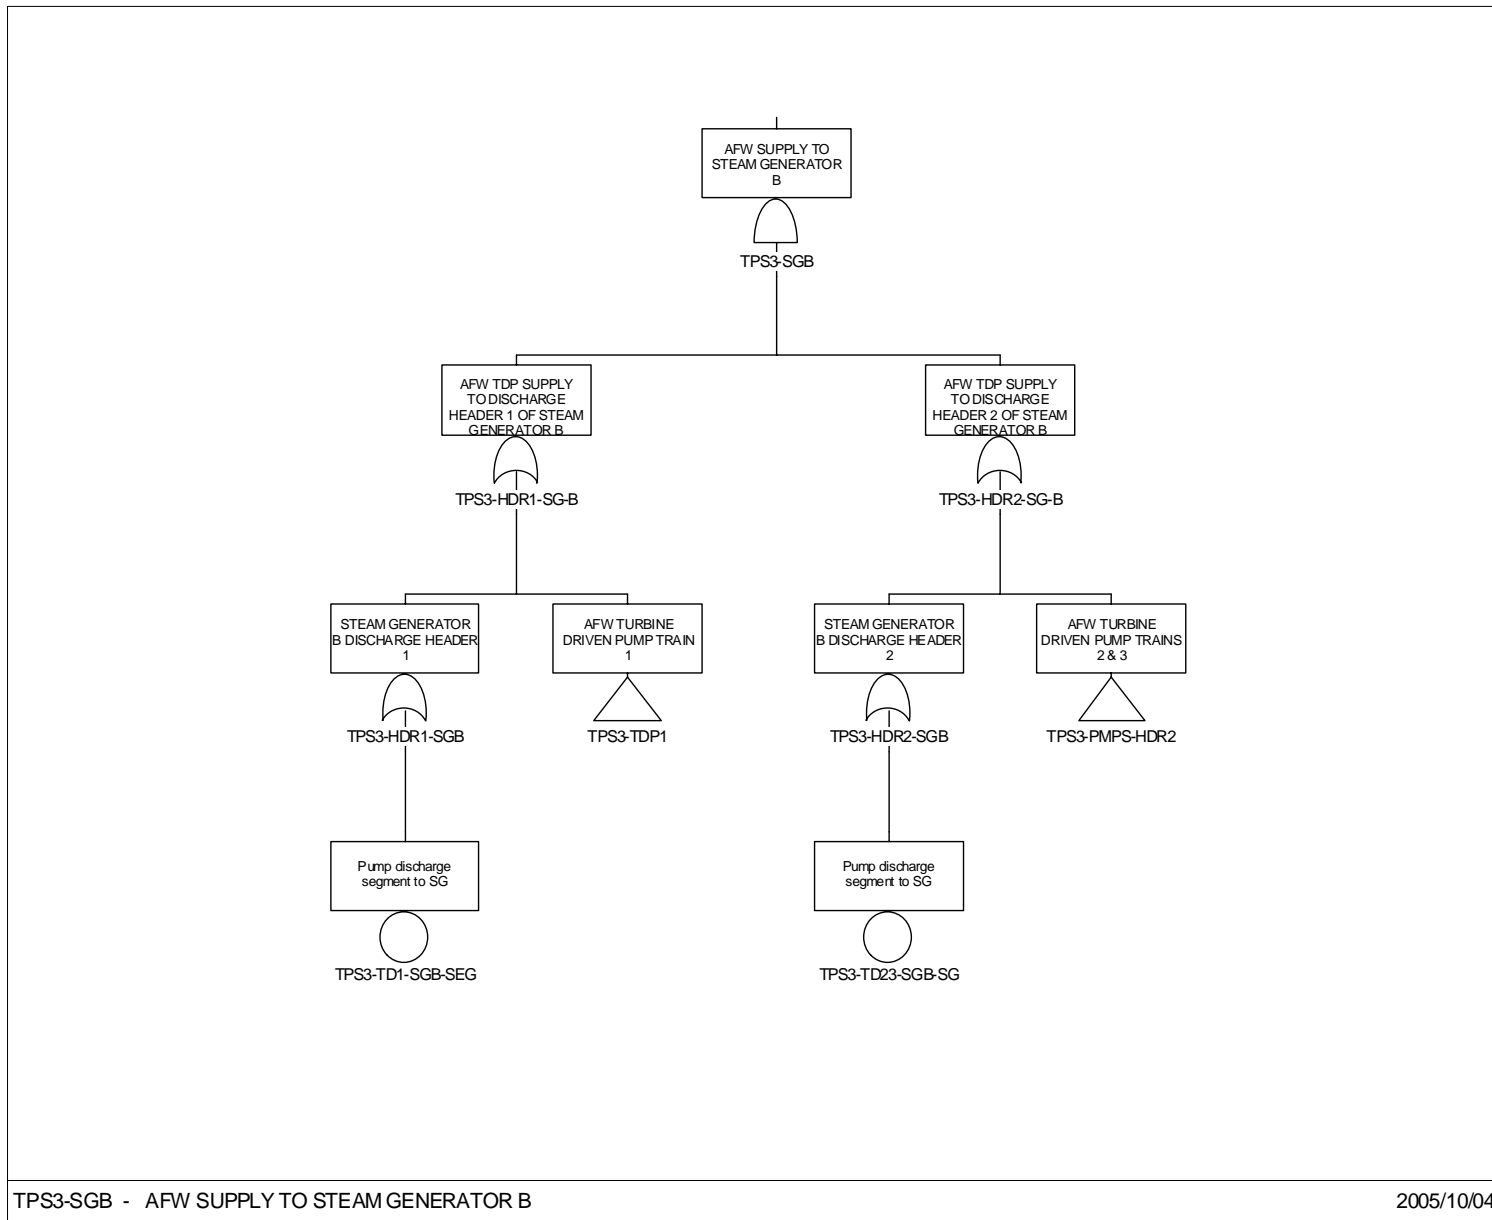 AFW SUPPLY TO
STEAM GENERATOR
B
TPS3-SGB
AFW TDP SUPPLY
TO DISCHARGE
HEADER 1 OF STEAM
GENERATOR B
TPS3-HDR1-SG-B
AFW TDP SUPPLY
TO DISCHARGE
HEADER 2 OF STEAM
GENERATOR B
TPS3-HDR2-SG-B
STEAM GENERATOR
B DISCHARGE HEADER
1
TPS3-HDR1-SGB
AFW TURBINE
DRIVEN PUMP TRAIN
1
TPS3-TDP1
STEAM GENERATOR
B DISCHARGE HEADER
2
TPS3-HDR2-SGB
AFW TURBINE
DRIVEN PUMP TRAINS
2 & 3
TPS3-PMPS-HDR2
Pump discharge
segment to SG
TPS3-TD1-SGB-SEG
Pump discharge
segment to SG
TPS3-TD23-SGB-SG
TPS3-SGB - AFW SUPPLY TO STEAM GENERATOR B
2005/10/04